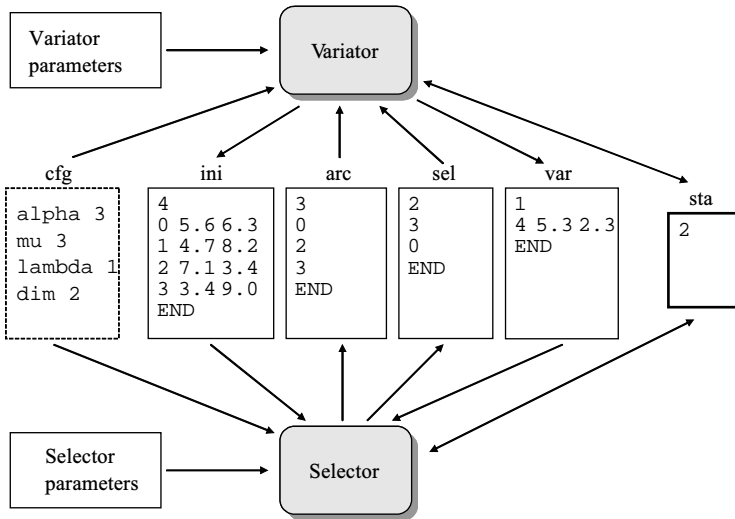 Variator
parameters
Variator
cfg
ini
arc
sel
var
sta
alpha 3
mu 3
lambda 1
dim 2
4
0 5.6 6.3
1 4.7 8.2
2 7.1 3.4
3 3.4 9.0
END
3
0
2
3
END
2
3
0
END
1
4 5.3 2.3
END
2
Selector
parameters
Selector